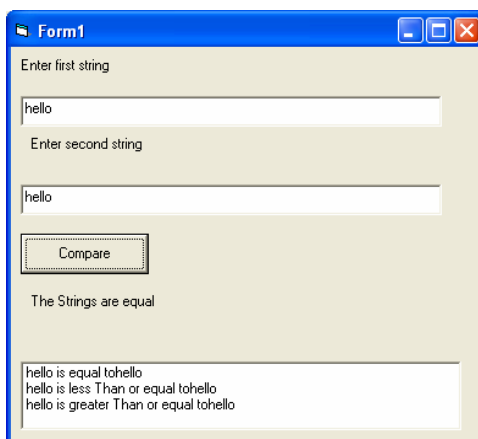 Form1
Enter first string
hello
Enter second string
hello
Compare
The Strings are equal
hello is equal tohello
hello is less Than or equal tohello
hello is greater Than or equal tohello